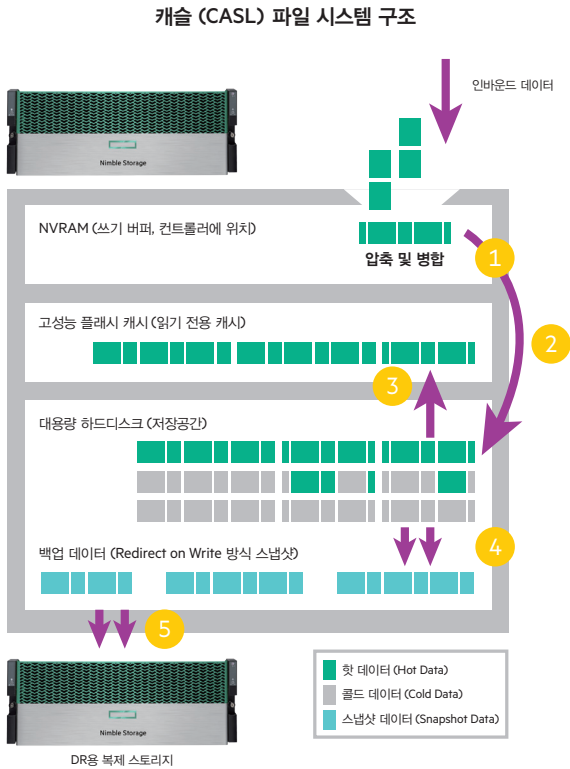 캐슬 (CASL) 파일 시스템 구조
인바운드 데이터
Nimble Storage
NVRAM (쓰기 버퍼, 컨트롤러에 위치)
압축 및 병합
1
고성능 플래시 캐시 (읽기 전용 캐시)
2
3
대용량 하드디스크 (저장공간)
4
백업 데이터 (Redirect on Write 방식 스냅샷)
5
핫 데이터 (Hot Data)
콜드 데이터 (Cold Data)
스냅샷 데이터 (Snapshot Data)
Nimble Storage
DR용 복제 스토리지